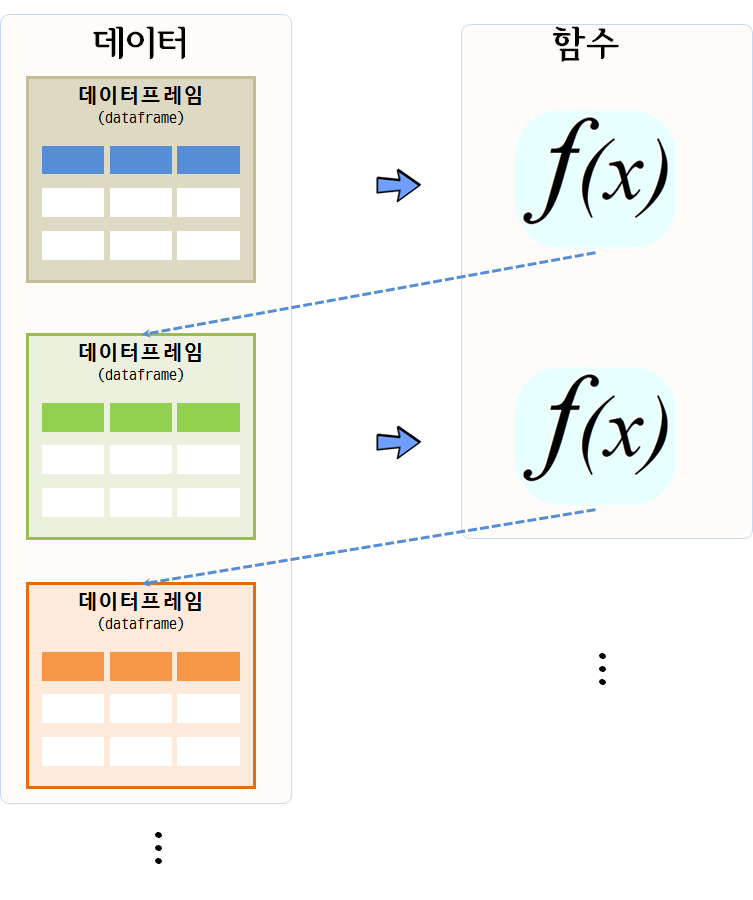 데이터
함수
데이터프레임
(dataframe)
f(x)
데이터프레임
(dataframe)
f(x)
데이터프레임
(dataframe)